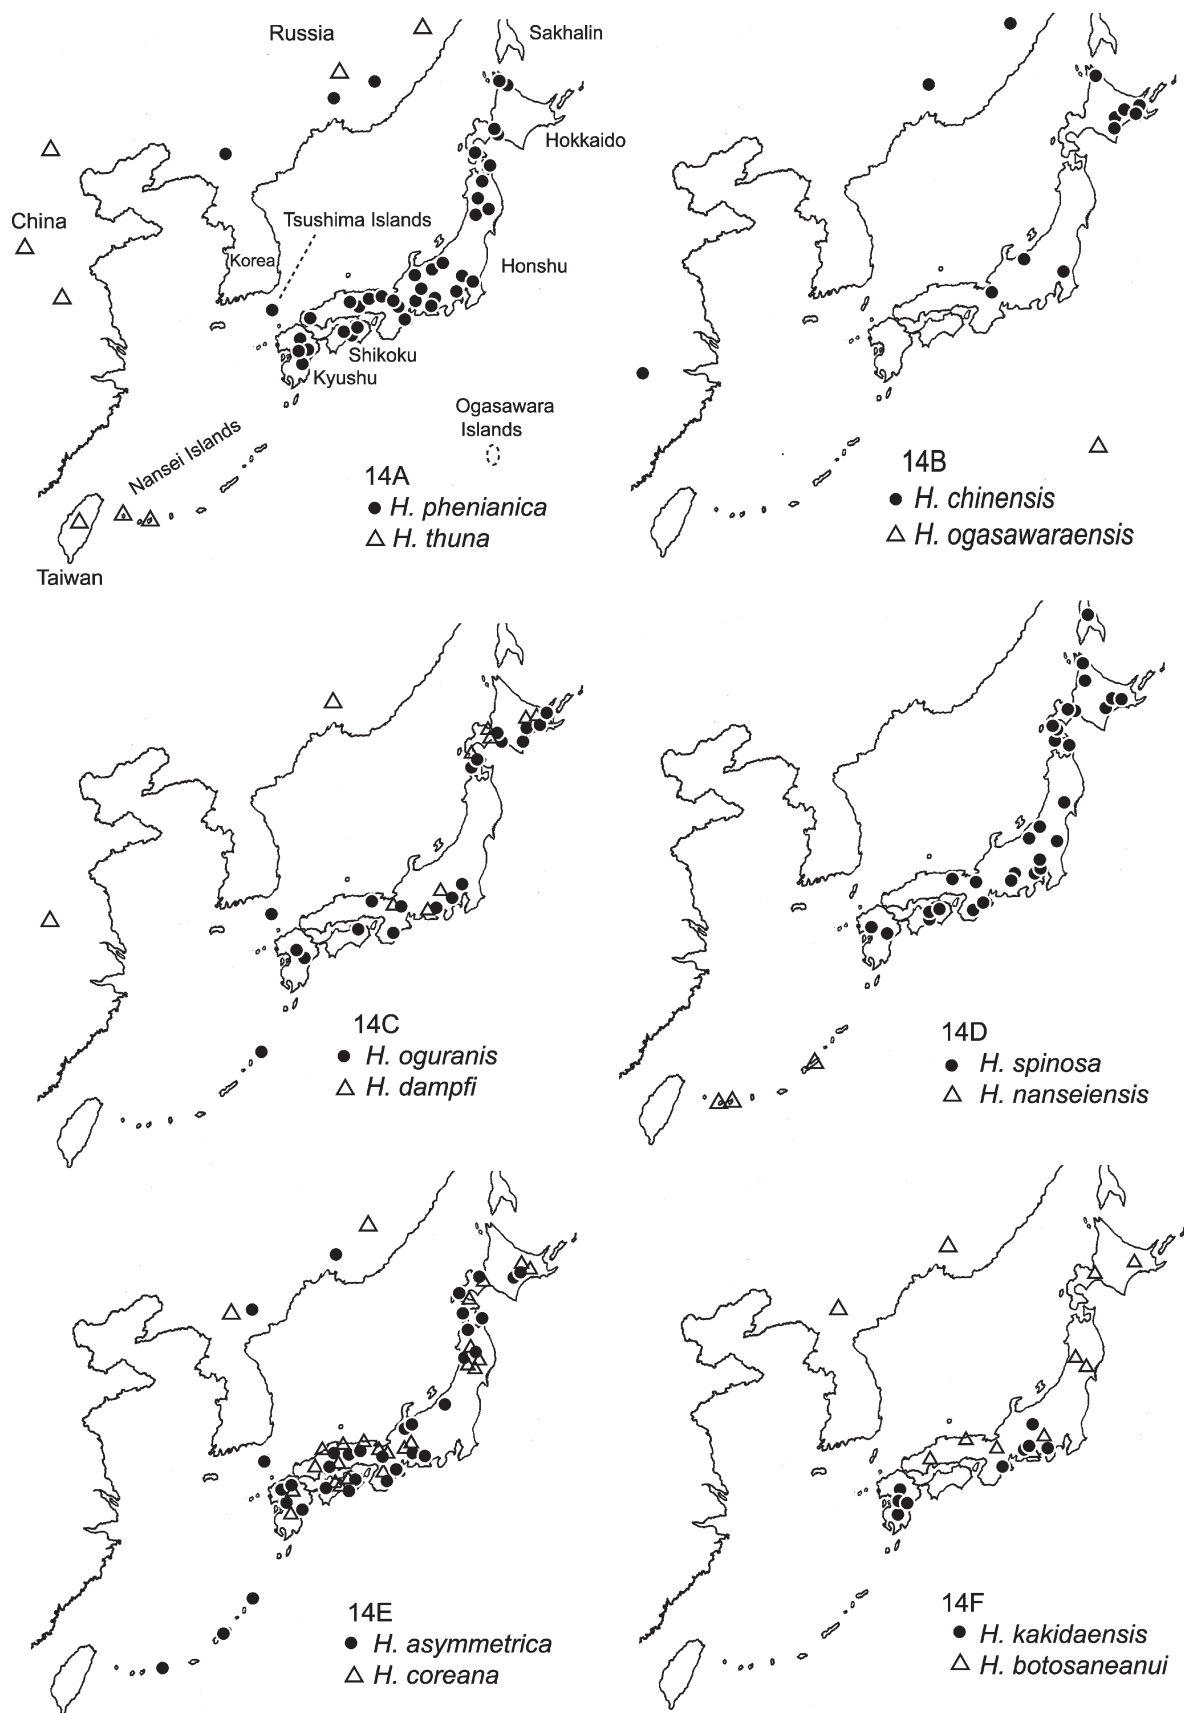 Russia
Sakhalin
Hokkaido
China
Tsushima Islands
Korea
Honshu
Shikoku
Kyushu
Ogasawara
Islands
Nansei Islands
14A
H. phenianica
H. thuna
Taiwan
14B
H. chinensis
H. ogasawaraensis
14C
H. oguranis
H. dampfi
14D
H. spinosa
H. nanseiensis
14E
H. asymmetrica
H. coreana
14F
H. kakidaensis
H. botosaneanui